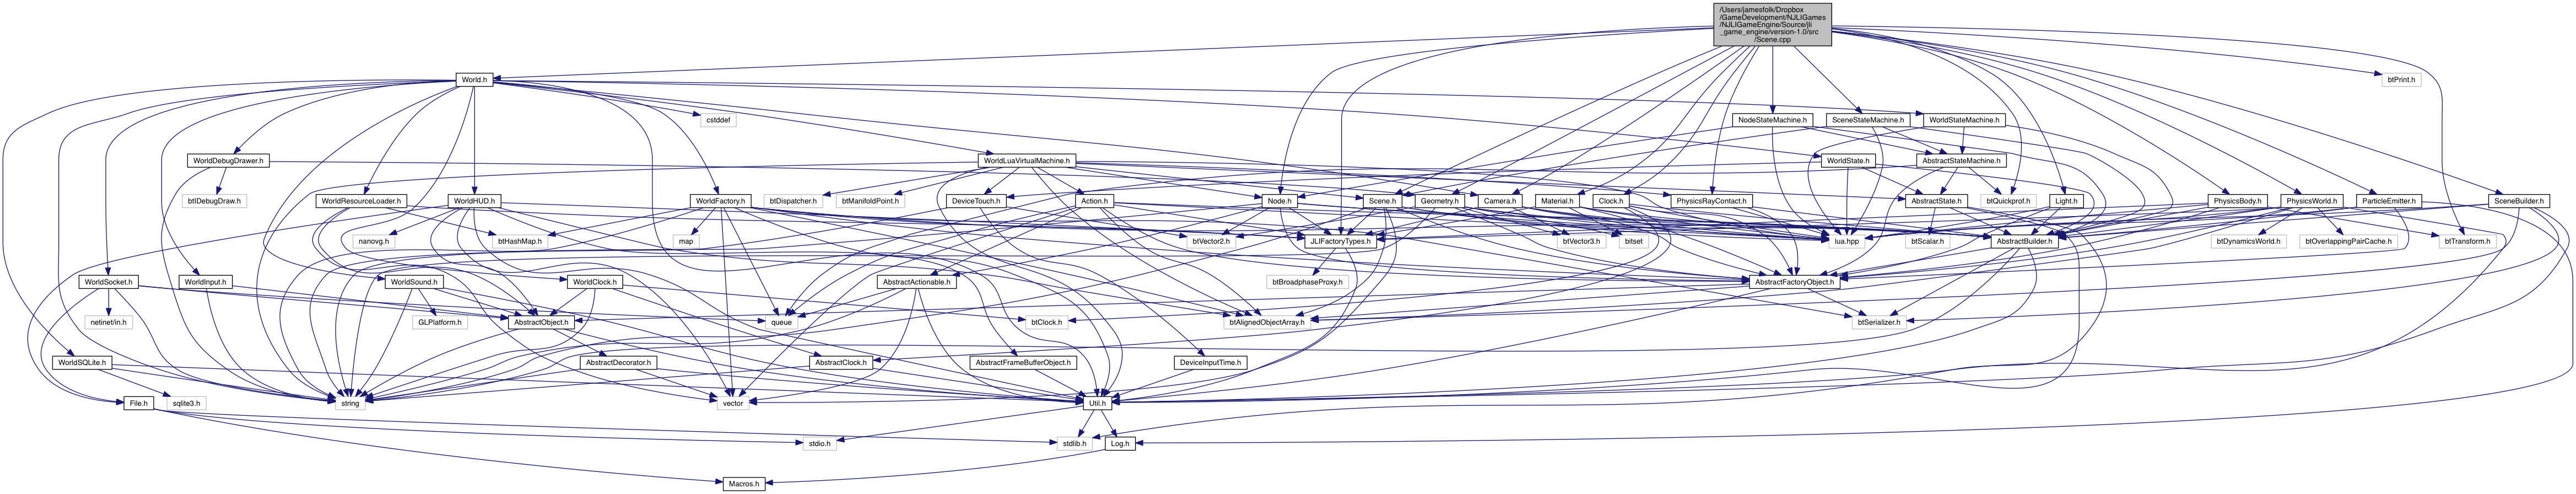 /Users/jamesfolk/Dropbox
/GameDevelopment/NJLIGames
/NJLIGameEngine/Source/jli
_game_engine/version-1.0/src
/Scene.cpp
World.h
btPrint.h
cstddef
NodeStateMachine.h
SceneStateMachine.h
WorldStateMachine.h
WorldDebugDrawer.h
WorldLuaVirtualMachine.h
WorldState.h
AbstractStateMachine.h
btIDebugDraw.h
WorldResourceLoader.h
WorldHUD.h
WorldFactory.h
btDispatcher.h
btManifoldPoint.h
DeviceTouch.h
Action.h
Node.h
Scene.h
Geometry.h
Camera.h
Material.h
Clock.h
PhysicsRayContact.h
AbstractState.h
btQuickprof.h
Light.h
PhysicsBody.h
PhysicsWorld.h
ParticleEmitter.h
SceneBuilder.h
nanovg.h
btHashMap.h
map
btVector2.h
JLIFactoryTypes.h
btVector3.h
bitset
lua.hpp
btScalar.h
AbstractBuilder.h
btDynamicsWorld.h
btOverlappingPairCache.h
btTransform.h
WorldSocket.h
WorldInput.h
WorldSound.h
WorldClock.h
AbstractActionable.h
btBroadphaseProxy.h
AbstractFactoryObject.h
netinet/in.h
GLPlatform.h
AbstractObject.h
queue
btClock.h
btAlignedObjectArray.h
btSerializer.h
WorldSQLite.h
AbstractDecorator.h
AbstractClock.h
AbstractFrameBufferObject.h
DeviceInputTime.h
File.h
sqlite3.h
string
vector
Util.h
stdio.h
stdlib.h
Log.h
Macros.h